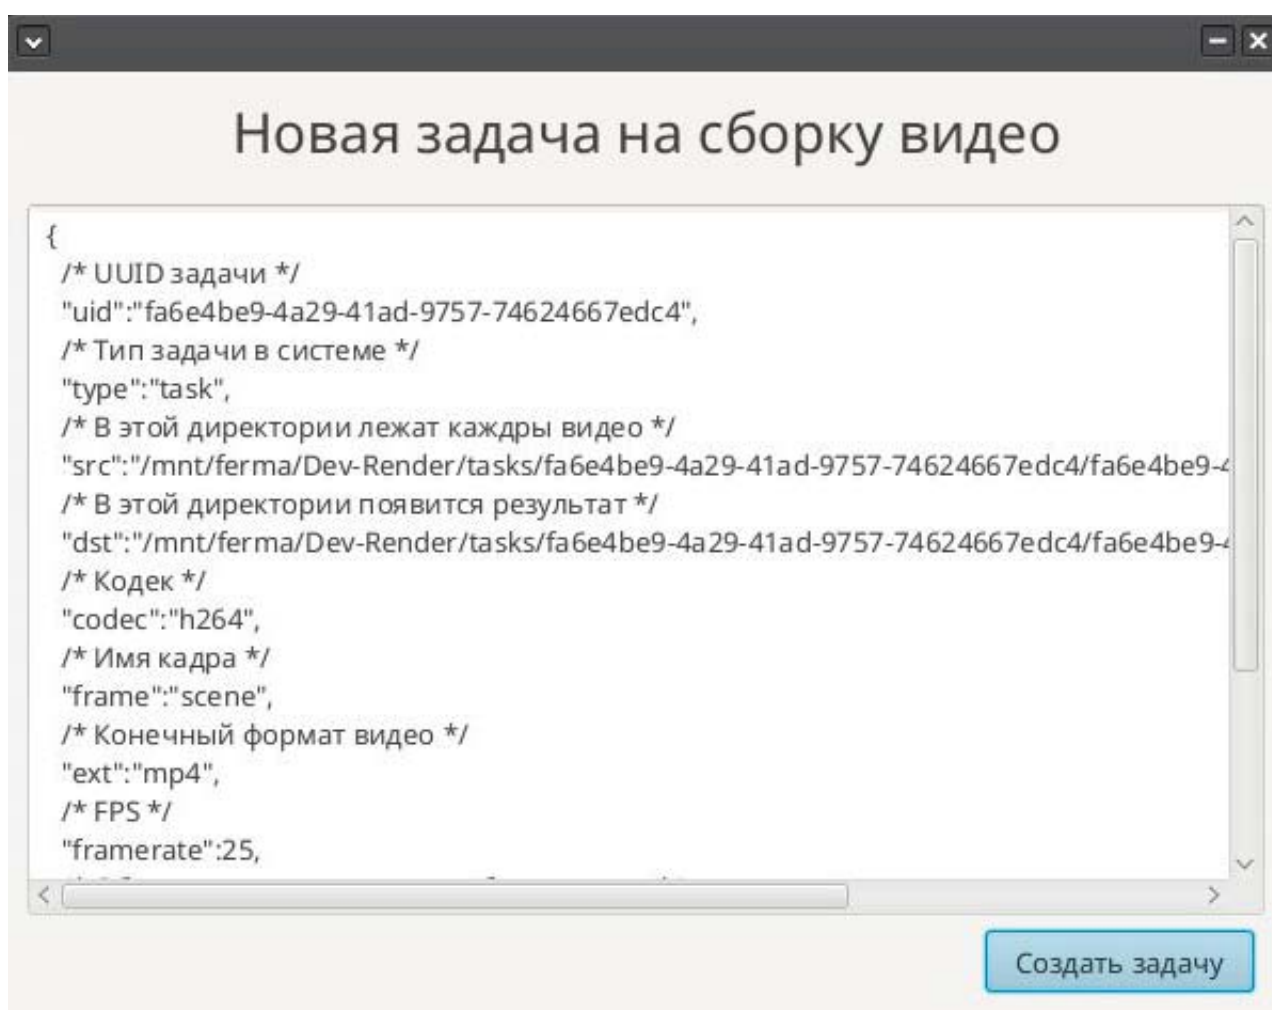 Новая задача на сборку видео
{
/* UUID задачи */
"uid":"fa6e4be9-4a29-41ad-9757-74624667edc4",
/* Тип задачи в системе */
"type":"task",
/* В этой директории лежат каждры видео */
"src":"/mnt/ferma/Dev-Render/tasks/fa6e4be9-4a29-41ad-9757-74624667edc4/fa6e4be9-4
/* В этой директории появится результат */
"dst":"/mnt/ferma/Dev-Render/tasks/fa6e4be9-4a29-41ad-9757-74624667edc4/fa6e4be9-4
/* Кодек */
"codec":"h264",
/* Имя кадра */
"frame":"scene",
/* Конечный формат видео */
"ext":"mp4",
/* FPS */
"framerate":25,
Создать задачу